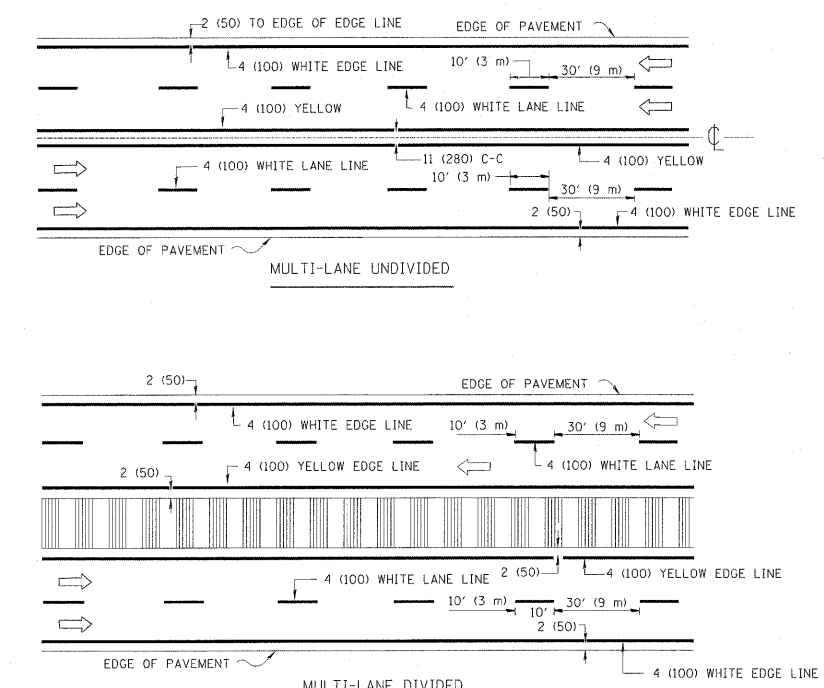 2 (50) TO EDGE OF EDGE LINE
EDGE OF PAVEMENT
4 (100) WHITE EDGE LINE
10' (3 m)
30' (9 m)
4 (100) YELLOW
4 (100) WHITE LANE LINE
℄
4 (100) WHITE LANE LINE
11 (280) C-C
4 (100) YELLOW
10' (3 m)
30' (9 m)
2 (50)
4 (100) WHITE EDGE LINE
EDGE OF PAVEMENT
MULTI-LANE UNDIVIDED
2 (50)
EDGE OF PAVEMENT
4 (100) WHITE EDGE LINE
10' (3 m)
30' (9 m)
2 (50)
4 (100) YELLOW EDGE LINE
4 (100) WHITE LANE LINE
4 (100) WHITE LANE LINE
2 (50)
4 (100) YELLOW EDGE LINE
10' (3 m)
10'
30' (9 m)
2 (50)
EDGE OF PAVEMENT
4 (100) WHITE EDGE LINE
MULTI-LANE DIVIDED